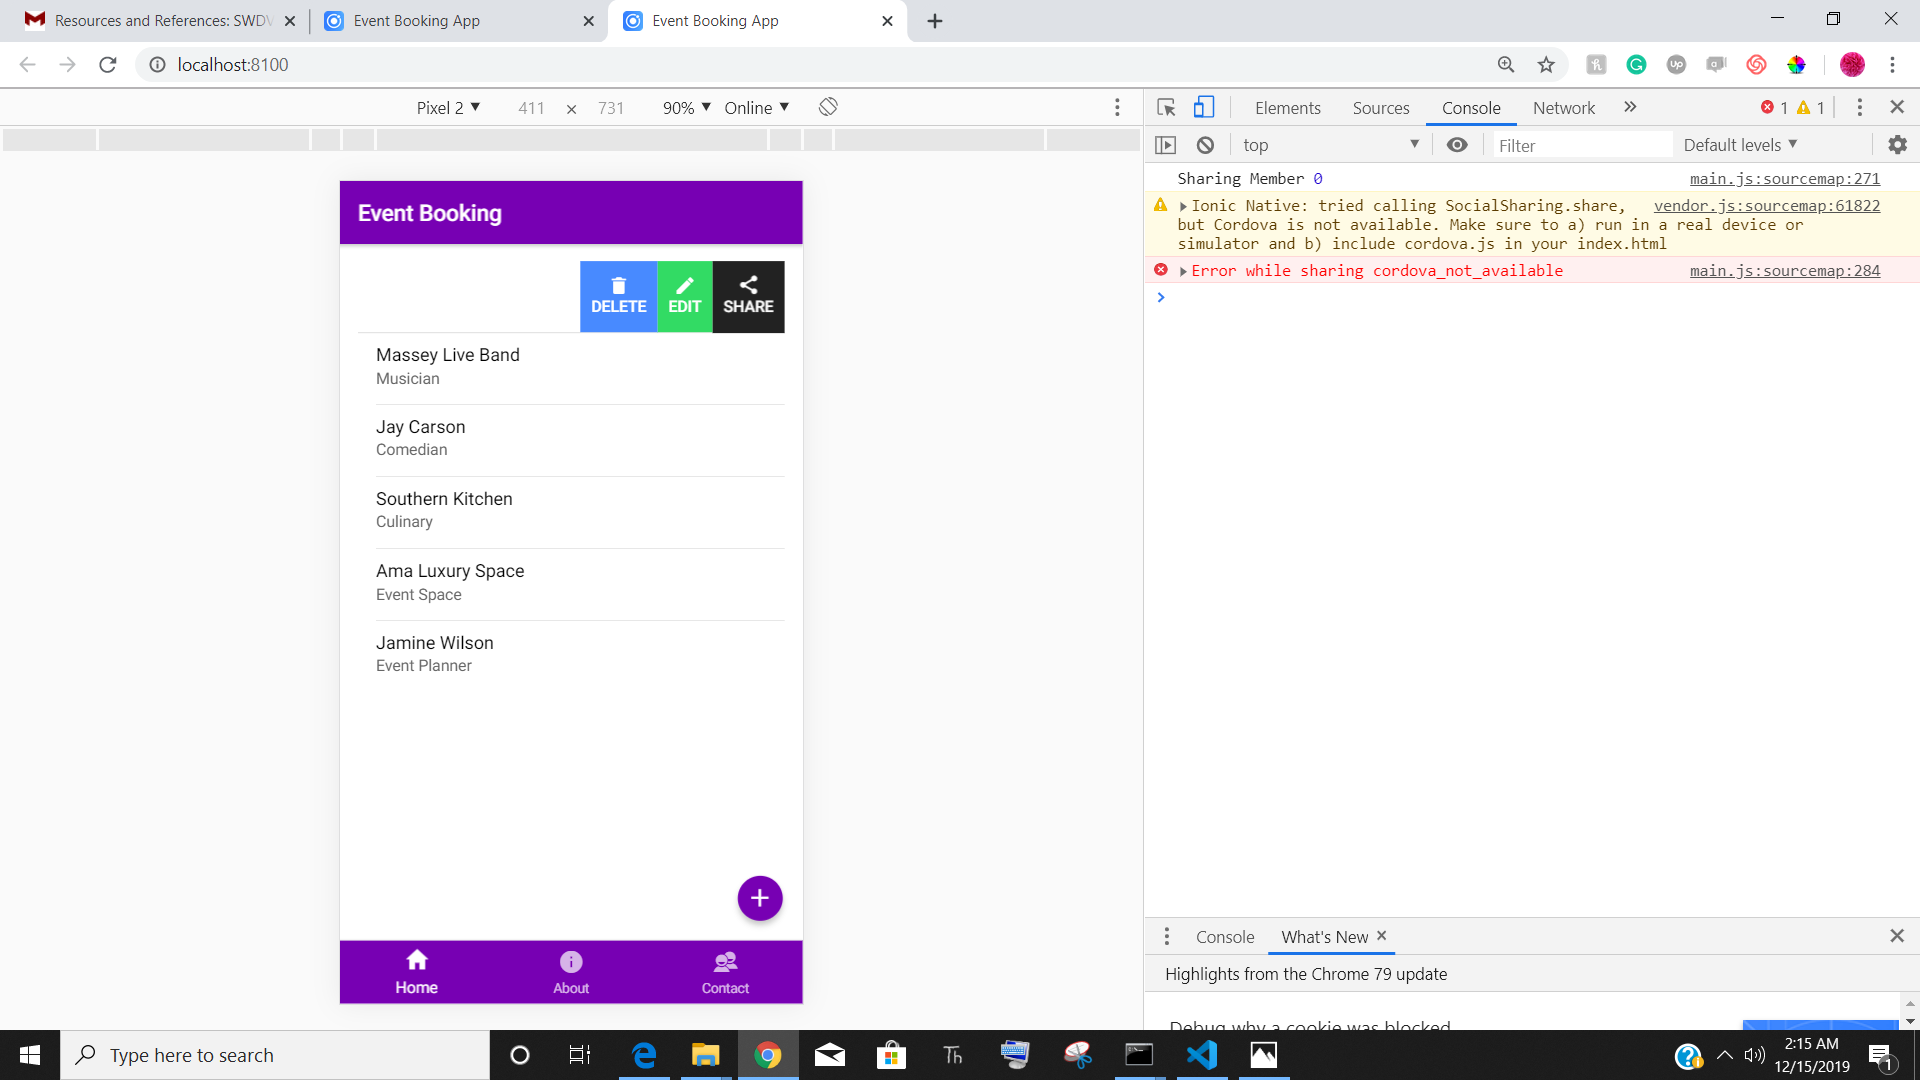 Resources and References: SWDV
Event Booking App
Event Booking App
localhost:8100
Pixel 2 ▼ 411 x 731 90% ▼ Online ▼
Elements Sources Console Network » 1 1
top ▼ Filter Default levels ▼
Sharing Member 0 main.js:sourcemap:271
Ionic Native: tried calling SocialSharing.share, vendor.js:sourcemap:61822
but Cordova is not available. Make sure to a) run in a real device or
simulator and b) include cordova.js in your index.html
Error while sharing cordova_not_available main.js:sourcemap:284
Event Booking
DELETE EDIT SHARE
Massey Live Band
Musician
Jay Carson
Comedian
Southern Kitchen
Culinary
Ama Luxury Space
Event Space
Jamine Wilson
Event Planner
+
Home About Contact
Console What's New ×
Highlights from the Chrome 79 update
Debug why a cookie was blocked
Type here to search
Th
2:15 AM
12/15/2019
1